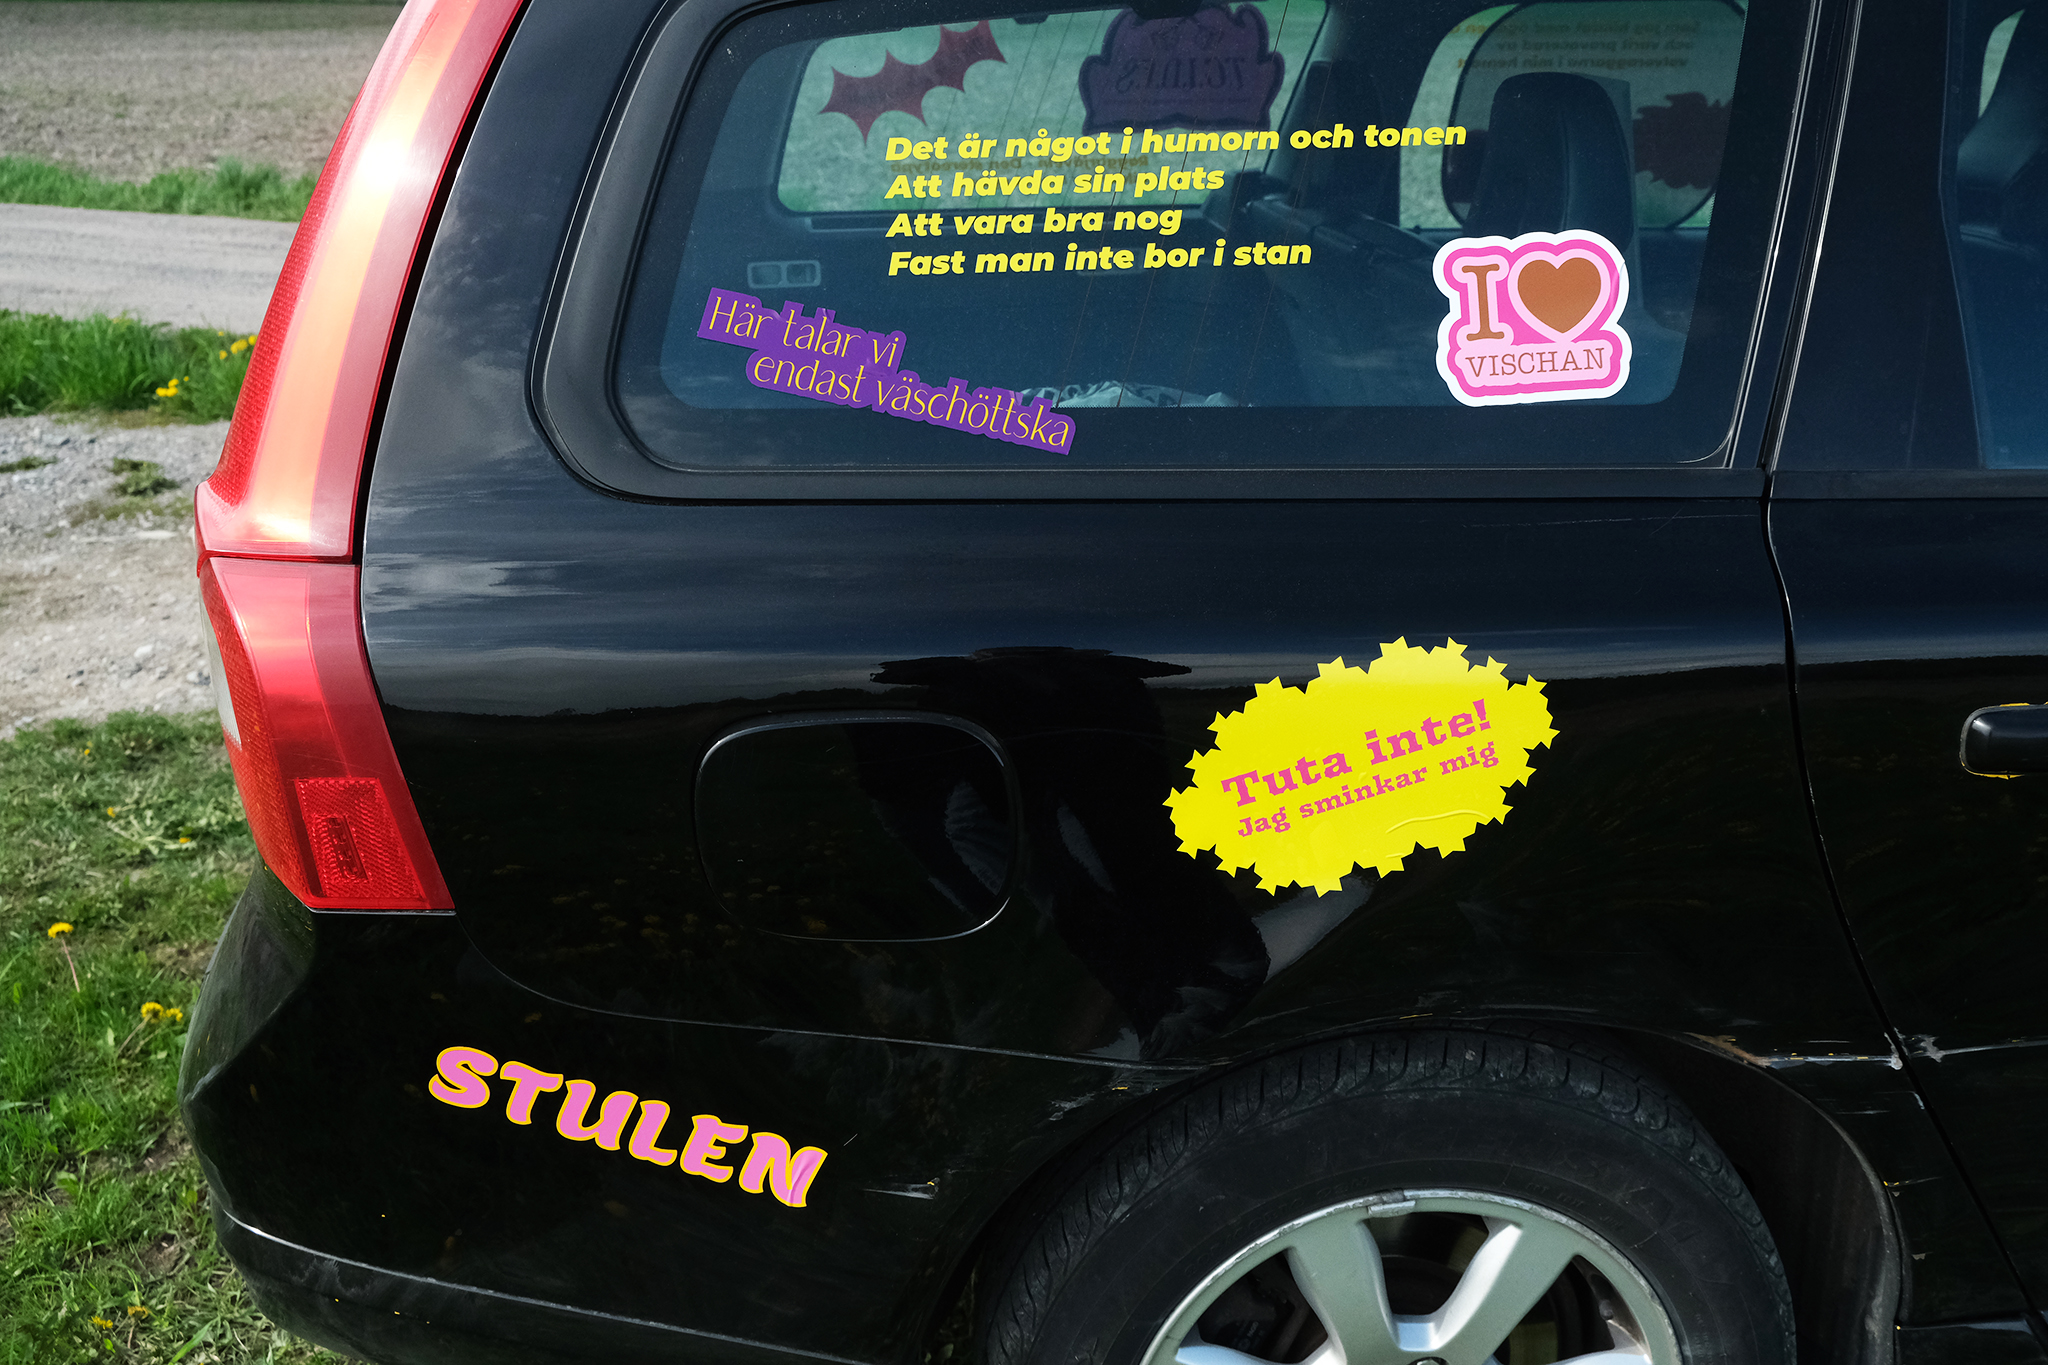 Det är något i humorn och tonen
Att hävda sin plats
Att vara bra nog
Fast man inte bor i stan
Här talar vi
endast väschöttska
I
VISCHAN
Tuta inte!
Jag sminkar mig
STULEN